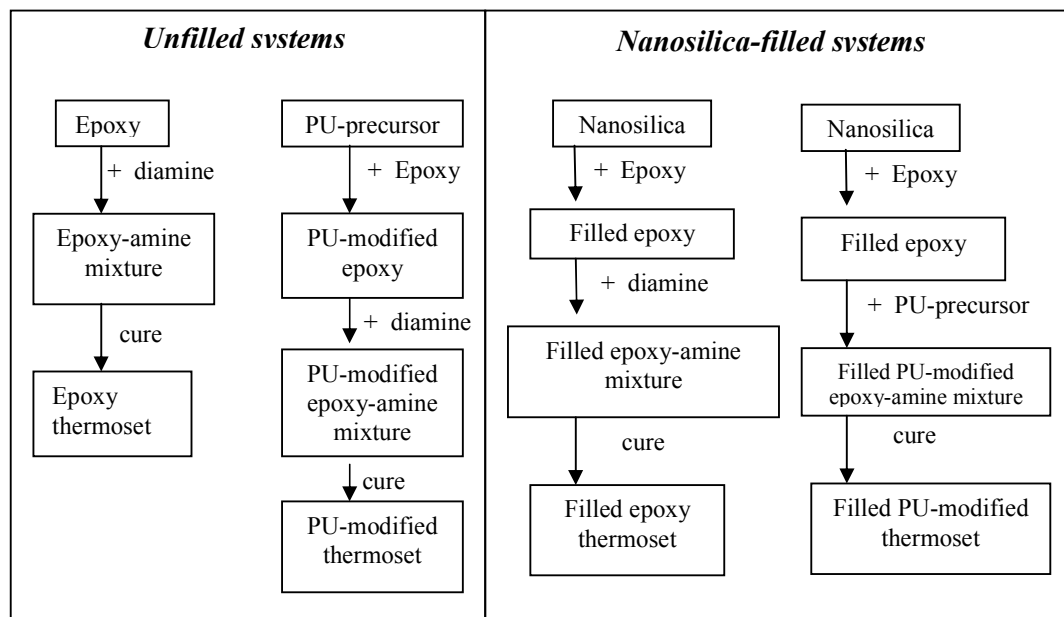 Unfilled systems
Epoxy
+ diamine
Epoxy-amine
mixture
cure
Epoxy
thermoset
PU-precursor
+ Epoxy
PU-modified
epoxy
+ diamine
PU-modified
epoxy-amine
mixture
cure
PU-modified
thermoset
Nanosilica-filled systems
Nanosilica
+ Epoxy
Filled epoxy
+ diamine
Filled epoxy-amine
mixture
cure
Filled epoxy
thermoset
Nanosilica
+ Epoxy
Filled epoxy
+ PU-precursor
Filled PU-modified
epoxy-amine mixture
cure
Filled PU-modified
thermoset